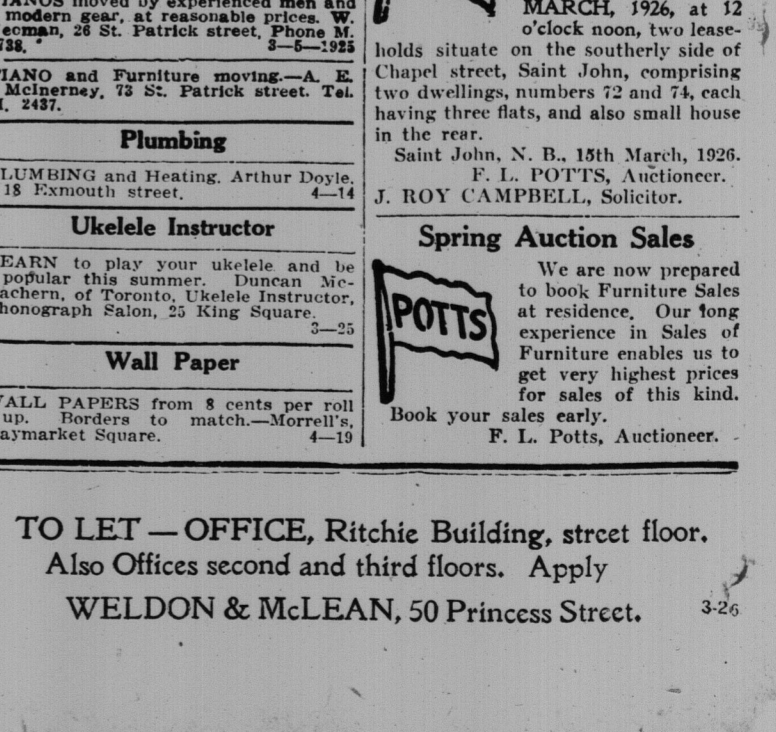 modern gear, at reasonable prices. W.
eoman, 26 St. Patrick street, Phone M.
738. 3—5—1925
IANO and Furniture moving.—A. E.
McInerney, 73 St. Patrick street. Tel.
2437.
Plumbing
LUMBING and Heating. Arthur Doyle.
18 Exmouth street. 4—14
Ukelele Instructor
EARN to play your ukelele and be
popular this summer. Duncan Mc-
achern, of Toronto, Ukelele Instructor,
honograph Salon, 25 King Square.
3—25
Wall Paper
ALL PAPERS from 8 cents per roll
up. Borders to match.—Morrell's,
aymarket Square. 4—19
MARCH, 1926, at 12
o'clock noon, two lease-
holds situate on the southerly side of
Chapel street, Saint John, comprising
two dwellings, numbers 72 and 74, each
having three flats, and also small house
in the rear.
Saint John, N. B., 15th March, 1926.
F. L. POTTS, Auctioneer.
J. ROY CAMPBELL, Solicitor.
Spring Auction Sales
POTTS
We are now prepared
to book Furniture Sales
at residence. Our long
experience in Sales of
Furniture enables us to
get very highest prices
for sales of this kind.
Book your sales early.
F. L. Potts, Auctioneer.
TO LET — OFFICE, Ritchie Building, street floor.
Also Offices second and third floors. Apply
WELDON & McLEAN, 50 Princess Street. 3-26